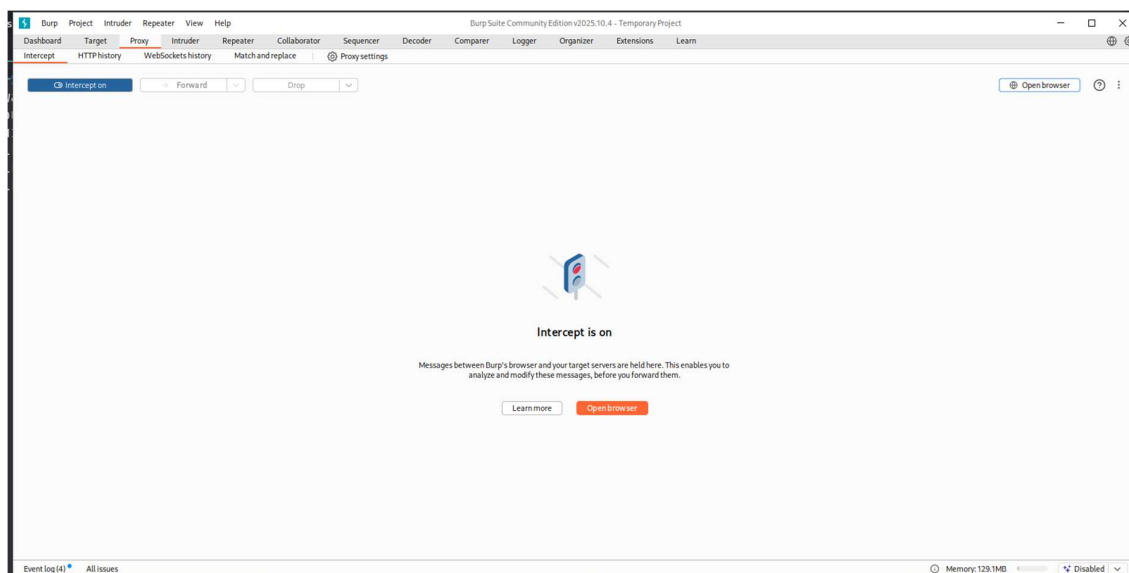 Burp Project Intruder Repeater View Help Burp Suite Community Edition v2025.10.4 - Temporary Project
Dashboard Target Proxy Intruder Repeater Collaborator Sequencer Decoder Comparer Logger Organizer Extensions Learn
Intercept HTTP history WebSockets history Match and replace Proxy settings
Intercept on Forward Drop Open browser
Intercept is on
Messages between Burp's browser and your target servers are held here. This enables you to
analyze and modify these messages, before you forward them.
Learn more Open browser
Event log (4) All issues Memory: 129.1MB Disabled